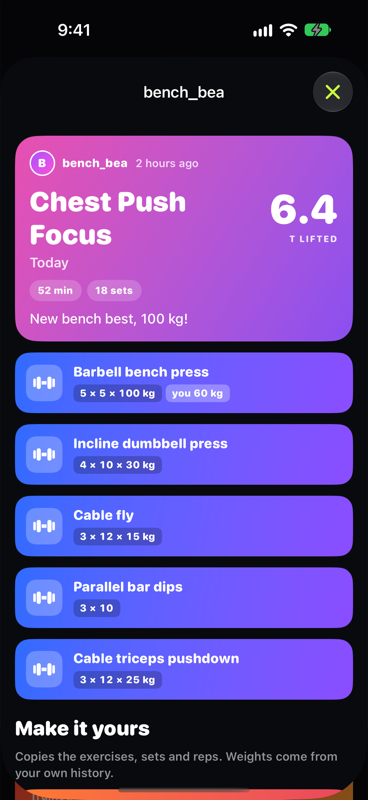 9:41
bench_bea
B bench_bea 2 hours ago
Chest Push
Focus
6.4
T LIFTED
Today
52 min 18 sets
New bench best, 100 kg!
Barbell bench press
5 × 5 × 100 kg you 60 kg
Incline dumbbell press
4 × 10 × 30 kg
Cable fly
3 × 12 × 15 kg
Parallel bar dips
3 × 10
Cable triceps pushdown
3 × 12 × 25 kg
Make it yours
Copies the exercises, sets and reps. Weights come from
your own history.